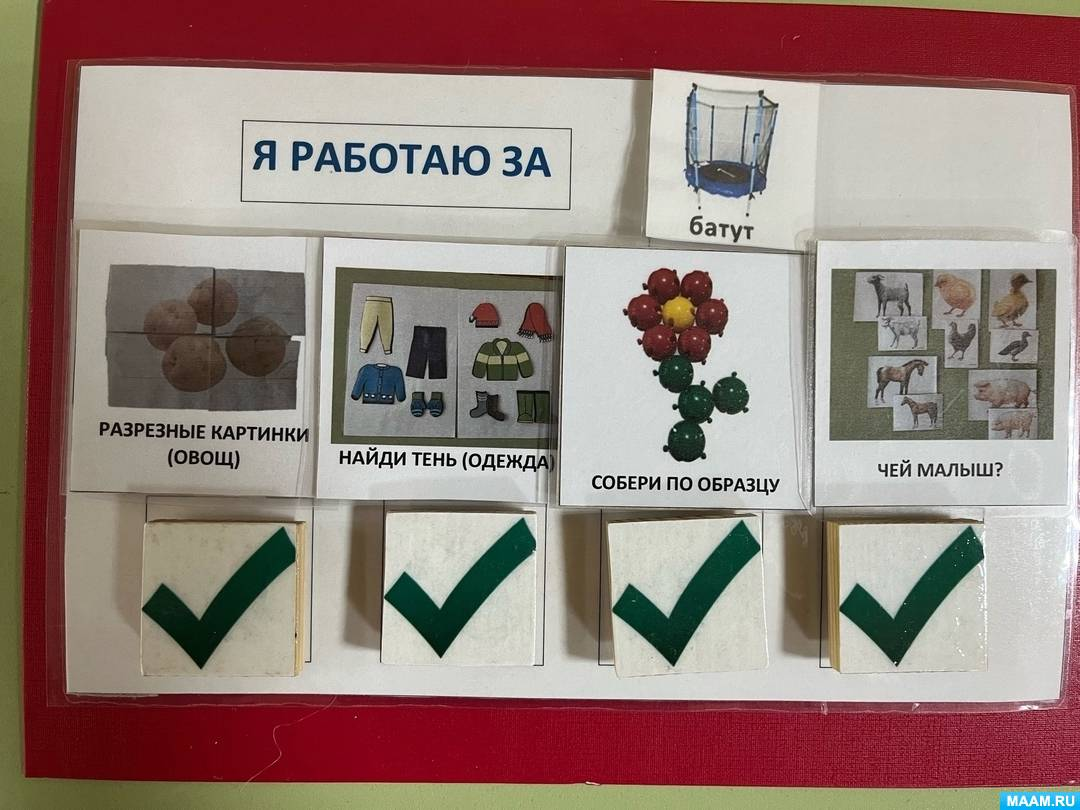 Я РАБОТАЮ ЗА
батут
РАЗРЕЗНЫЕ КАРТИНКИ
(ОВОЩ)
НАЙДИ ТЕНЬ (ОДЕЖДА)
СОБЕРИ ПО ОБРАЗЦУ
ЧЕЙ МАЛЫШ?
MAAM.RU